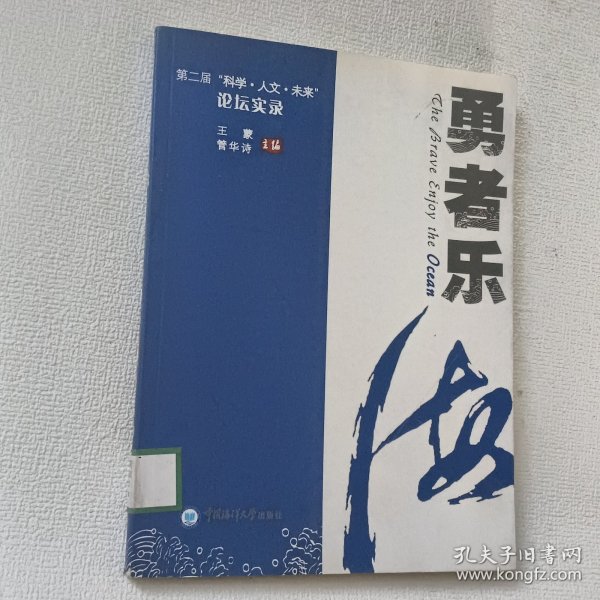 第二届“科学·人文·未来”
论坛实录
王 蒙
管华诗
主编
勇者乐
海
The Brave Enjoy the Ocean
中国海洋大学出版社
孔夫子旧书网
www.kongfz.com